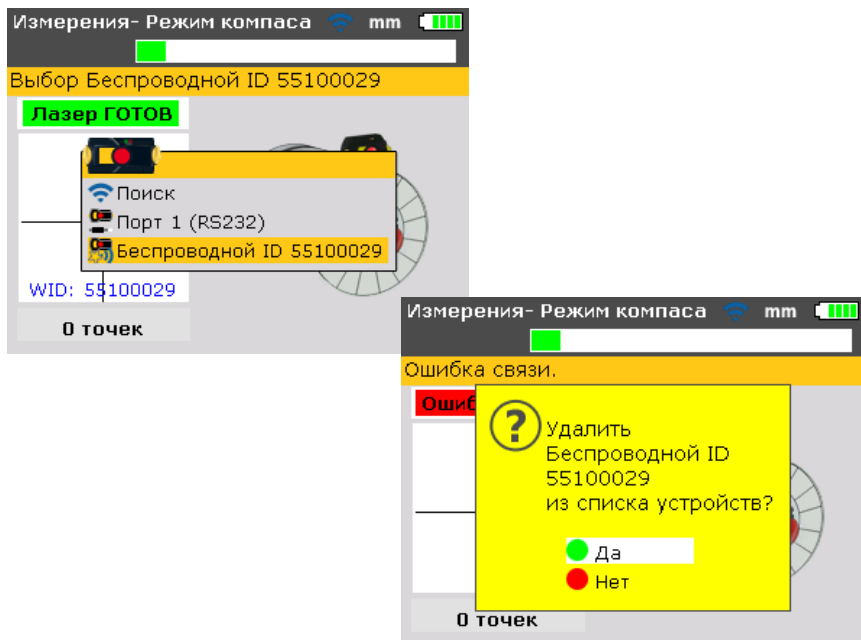 Измерения- Режим компаса mm
Выбор Беспроводной ID 55100029
Лазер ГОТОВ
Поиск
Порт 1 (RS232)
Беспроводной ID 55100029
WID: 55100029
0 точек
Измерения- Режим компаса mm
Ошибка связи.
Ошиб
?
Удалить
Беспроводной ID
55100029
из списка устройств?
Да
Нет
0 точек